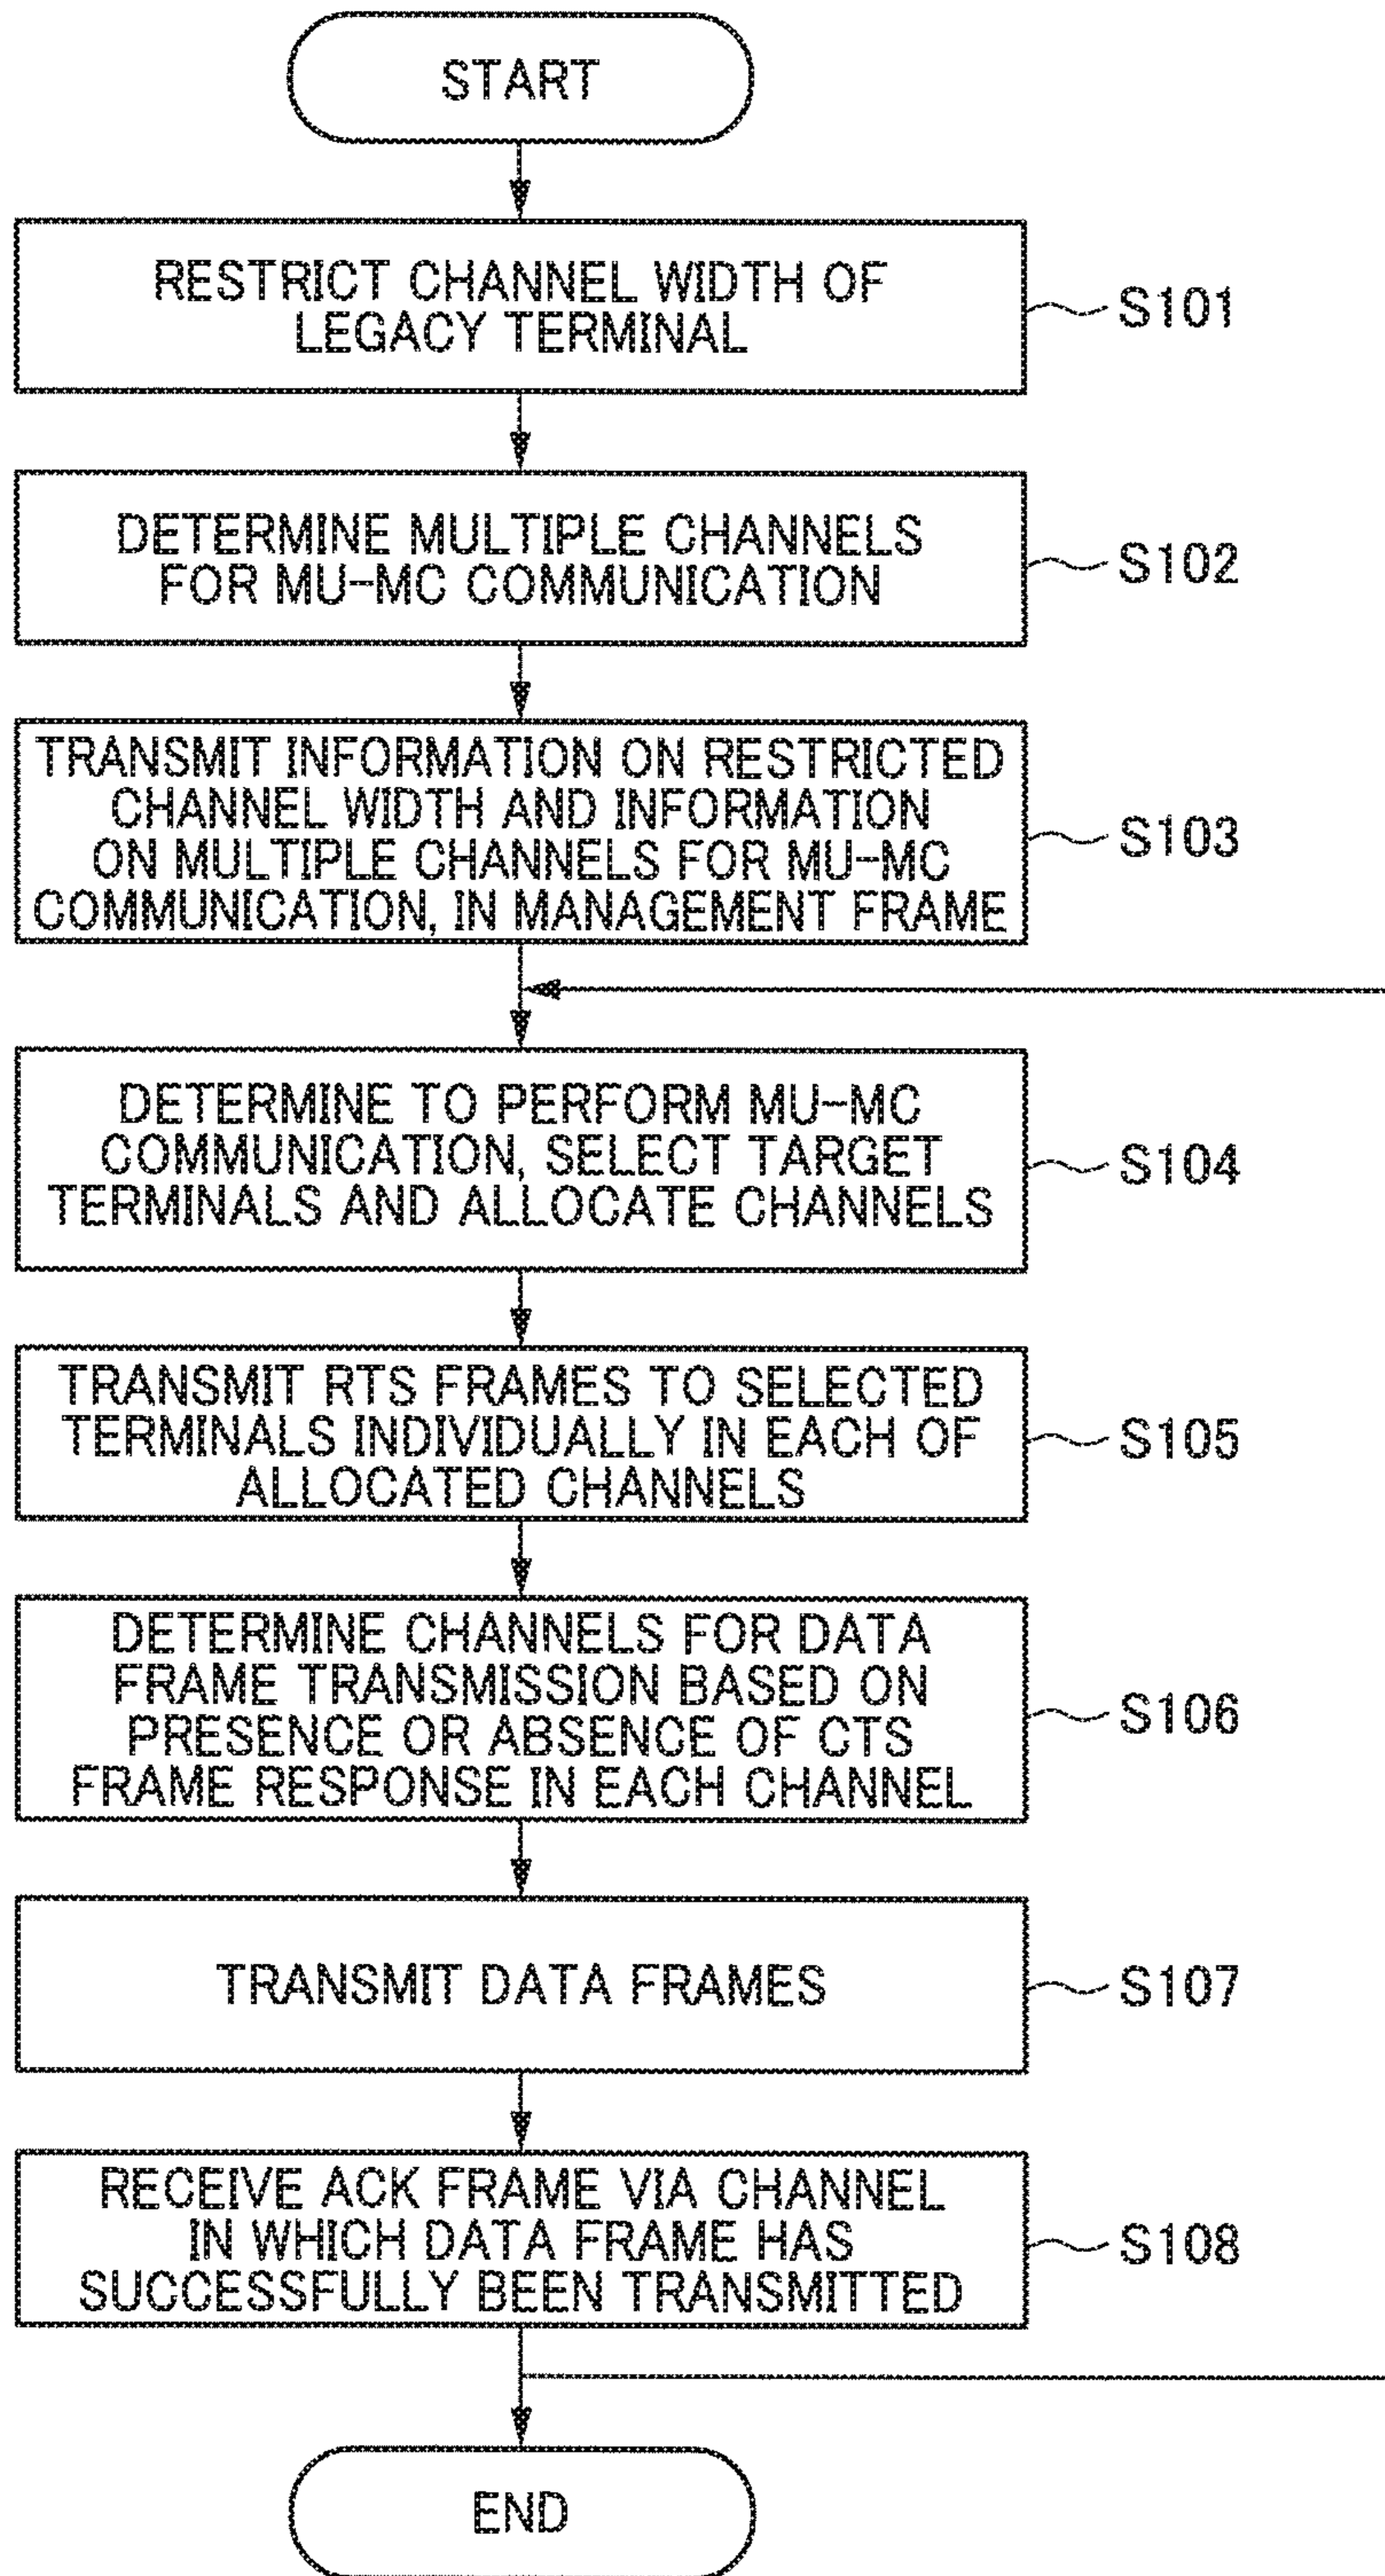 START
RESTRICT CHANNEL WIDTH OF
LEGACY TERMINAL
S101
DETERMINE MULTIPLE CHANNELS
FOR MU-MC COMMUNICATION
S102
TRANSMIT INFORMATION ON RESTRICTED
CHANNEL WIDTH AND INFORMATION
ON MULTIPLE CHANNELS FOR MU-MC
COMMUNICATION, IN MANAGEMENT FRAME
S103
DETERMINE TO PERFORM MU-MC
COMMUNICATION, SELECT TARGET
TERMINALS AND ALLOCATE CHANNELS
S104
TRANSMIT RTS FRAMES TO SELECTED
TERMINALS INDIVIDUALLY IN EACH OF
ALLOCATED CHANNELS
S105
DETERMINE CHANNELS FOR DATA
FRAME TRANSMISSION BASED ON
PRESENCE OR ABSENCE OF CTS
FRAME RESPONSE IN EACH CHANNEL
S106
TRANSMIT DATA FRAMES
S107
RECEIVE ACK FRAME VIA CHANNEL
IN WHICH DATA FRAME HAS
SUCCESSFULLY BEEN TRANSMITTED
S108
END